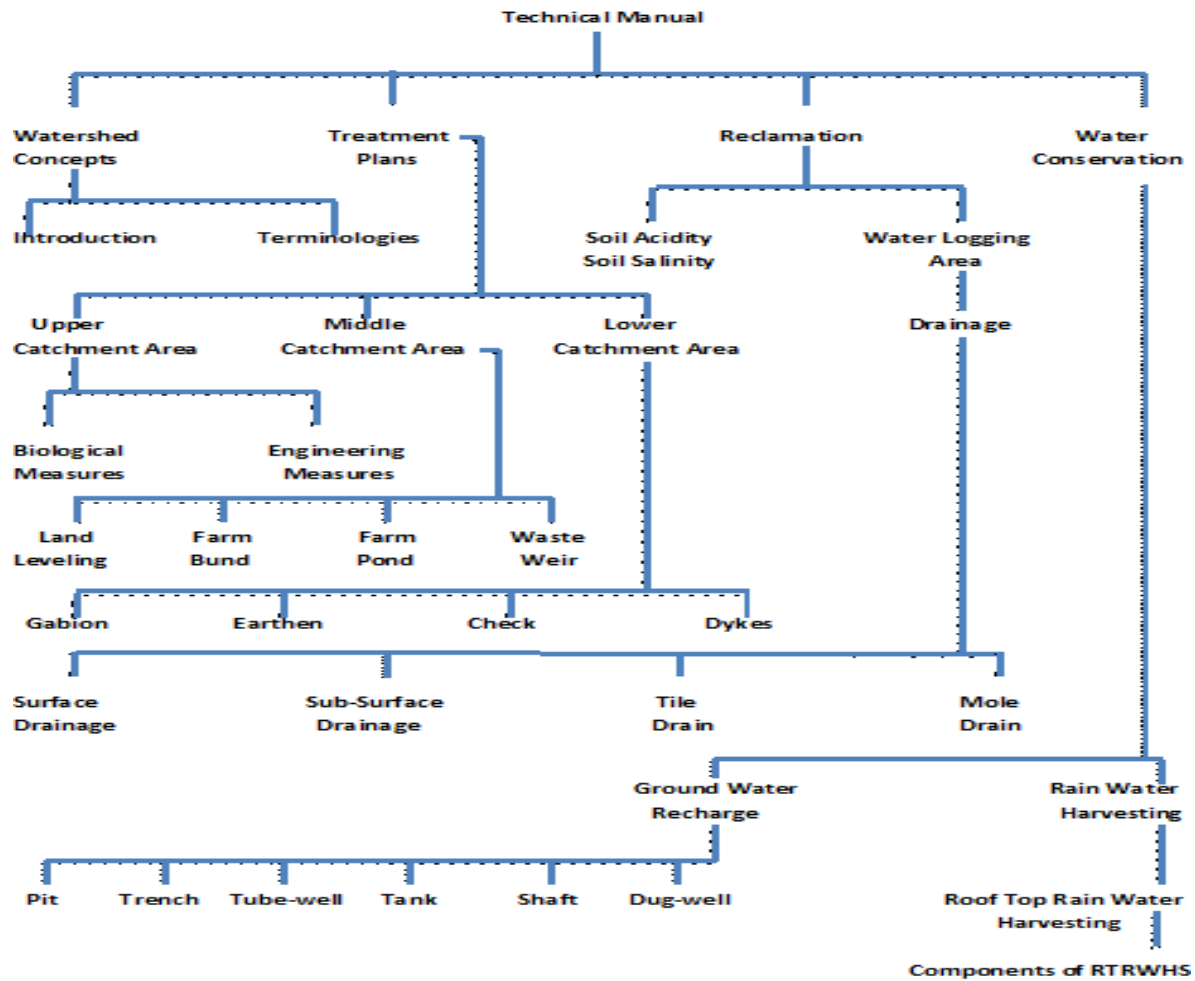 Technical Manual
Watershed Concepts
Treatment Plans
Reclamation
Water Conservation
Introduction
Terminologies
Soil Acidity
Soil Salinity
Water Logging Area
Upper Catchment Area
Middle Catchment Area
Lower Catchment Area
Drainage
Biological Measures
Engineering Measures
Land Leveling
Farm Bund
Farm Pond
Waste Weir
Gabion
Earthen
Check
Dykes
Surface Drainage
Sub-Surface Drainage
Tile Drain
Mole Drain
Ground Water Recharge
Rain Water Harvesting
Pit
Trench
Tube-well
Tank
Shaft
Dug-well
Roof Top Rain Water Harvesting
Components of RTRWHS